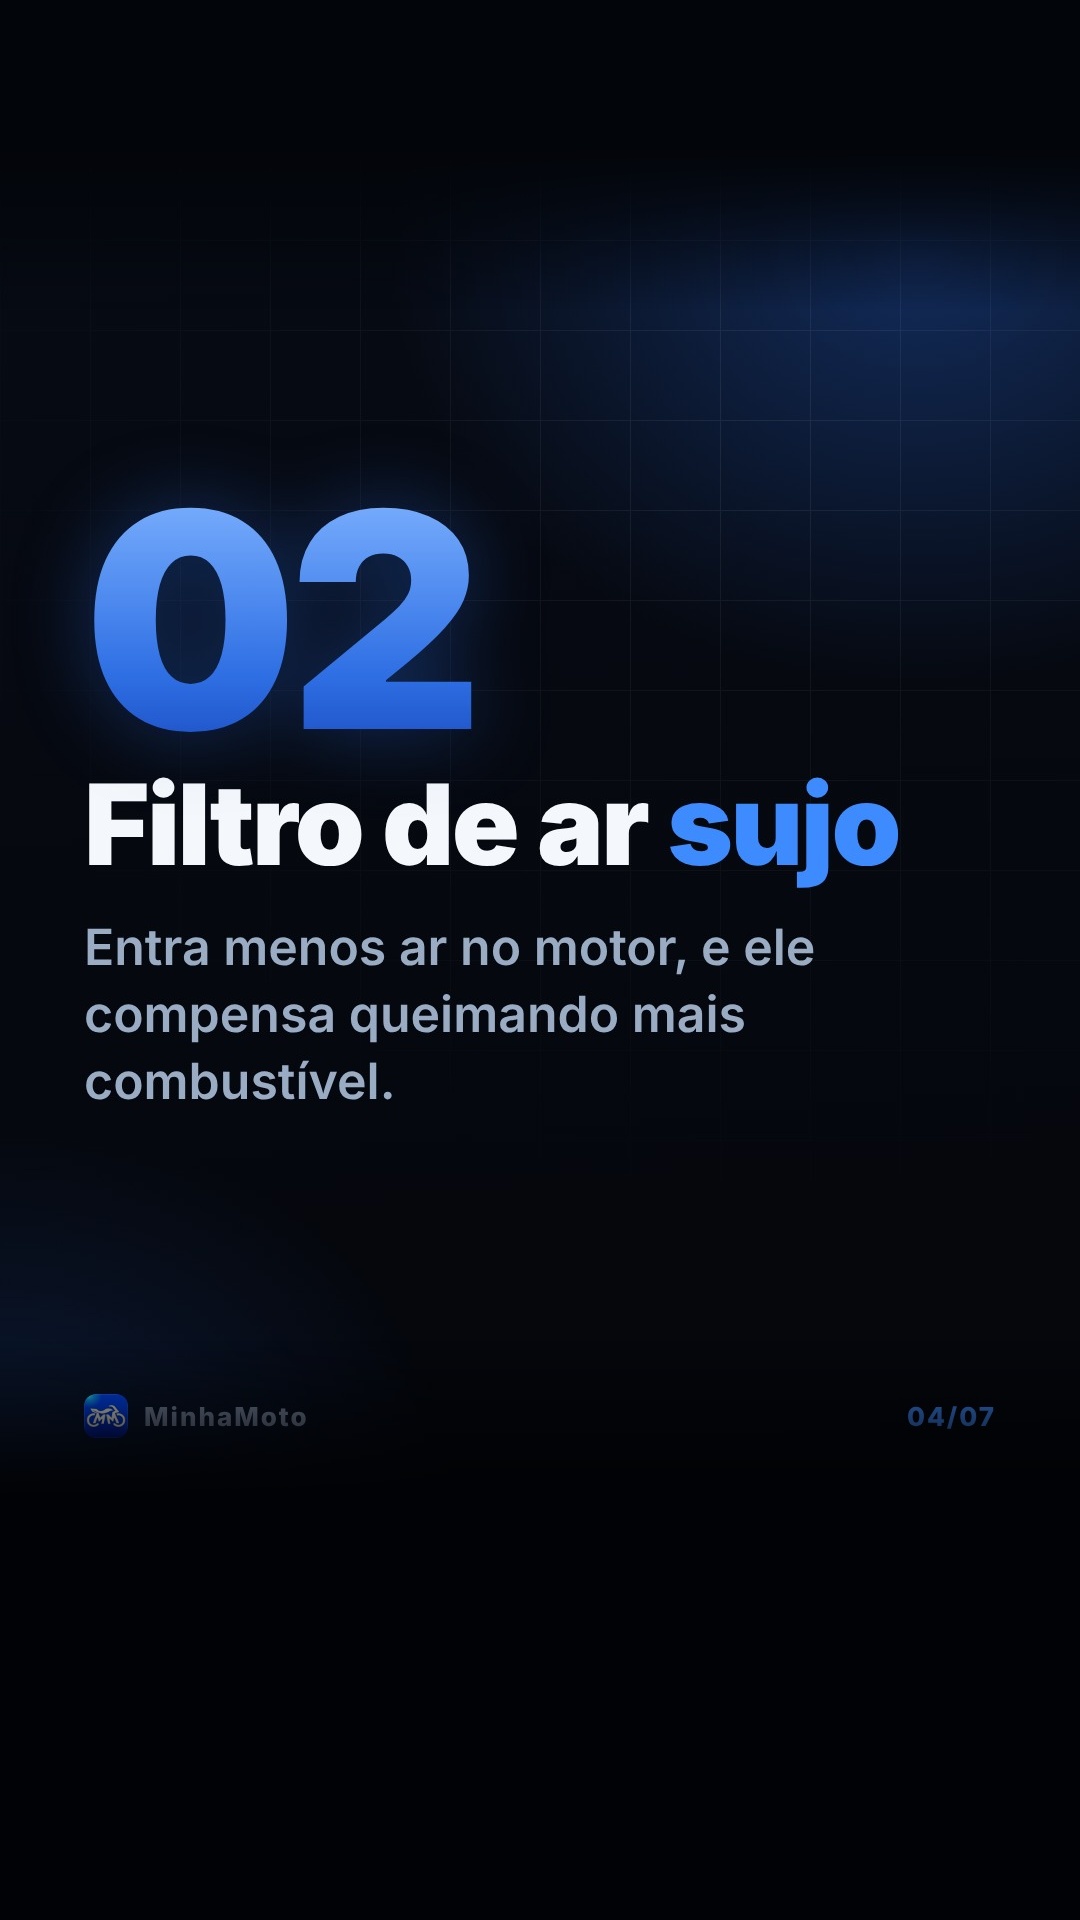 02
Filtro de ar sujo
Entra menos ar no motor, e ele
compensa queimando mais
combustível.
MinhaMoto
04/07